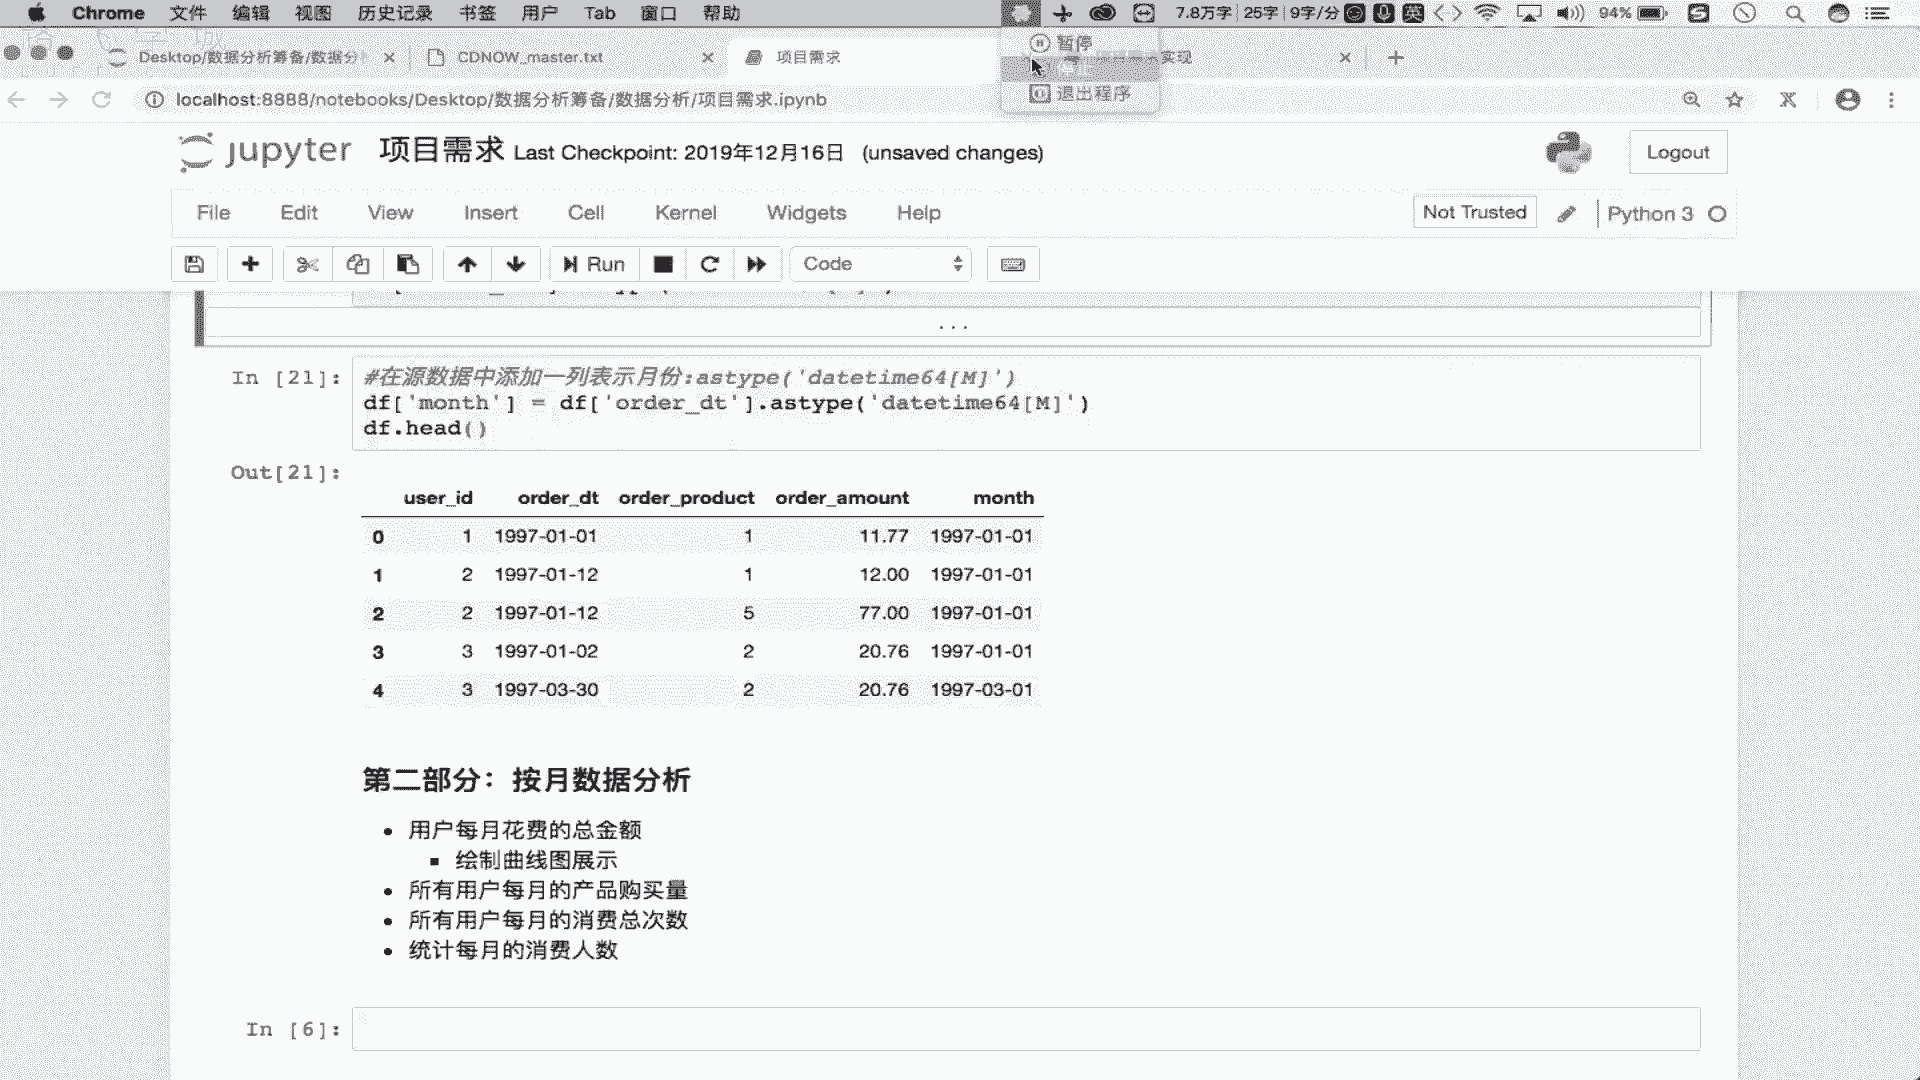 Chrome 文件 编辑 视图 历史记录 书签 用户 Tab 窗口 帮助 7.8万字 25字 9字/分 英 94%
暂停
退出程序
Desktop/数据分析筹备/数据分 CDNOW_master.txt 项目需求 项目需求实现
localhost:8888/notebooks/Desktop/数据分析筹备/数据分析/项目需求.ipynb
jupyter 项目需求 Last Checkpoint: 2019年12月16日 (unsaved changes) Logout
File Edit View Insert Cell Kernel Widgets Help Not Trusted Python 3
Run Code
...
In [21]: #在源数据中添加一列表示月份:astype('datetime64[M]')
df['month'] = df['order_dt'].astype('datetime64[M]')
df.head()
Out[21]:
user_id order_dt order_product order_amount month
0 1 1997-01-01 1 11.77 1997-01-01
1 2 1997-01-12 1 12.00 1997-01-01
2 2 1997-01-12 5 77.00 1997-01-01
3 3 1997-01-02 2 20.76 1997-01-01
4 3 1997-03-30 2 20.76 1997-03-01
第二部分：按月数据分析
用户每月花费的总金额
绘制曲线图展示
所有用户每月的产品购买量
所有用户每月的消费总次数
统计每月的消费人数
In [6]: